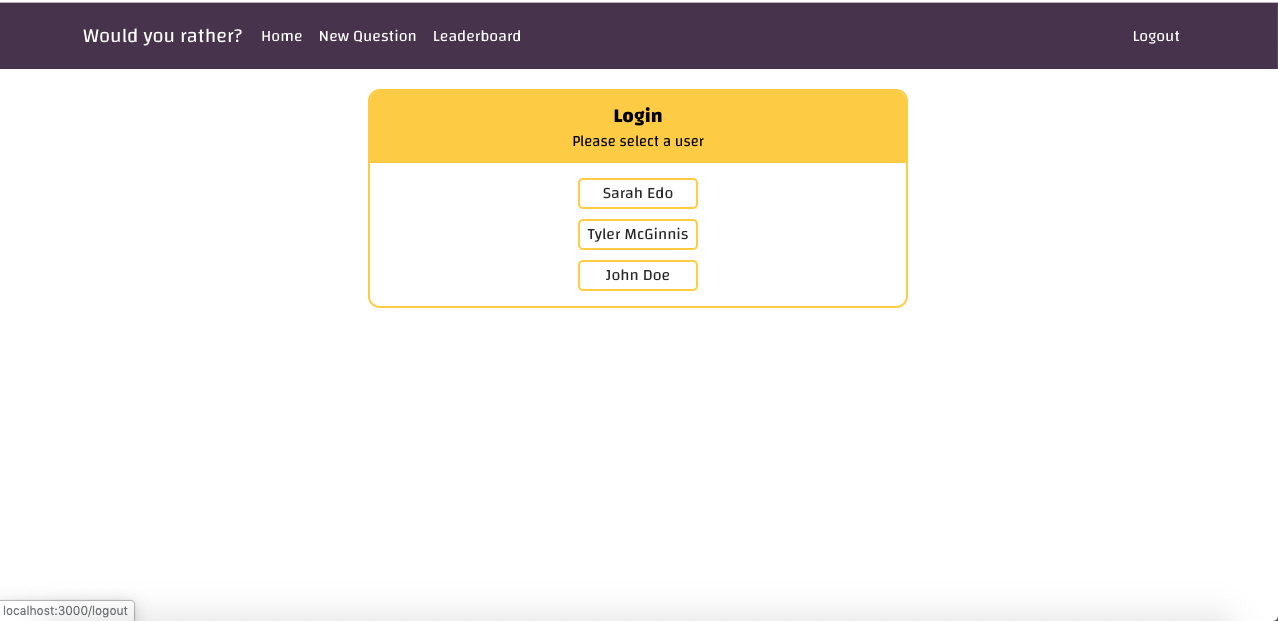 Would you rather? Home New Question Leaderboard Logout
Login
Please select a user
Sarah Edo
Tyler McGinnis
John Doe
localhost:3000/logout